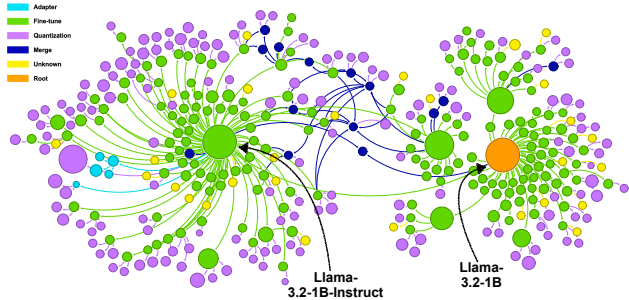 Adapter
Fine-tune
Quantization
Merge
Unknown
Root
Llama-
3.2-1B-Instruct
Llama-
3.2-1B